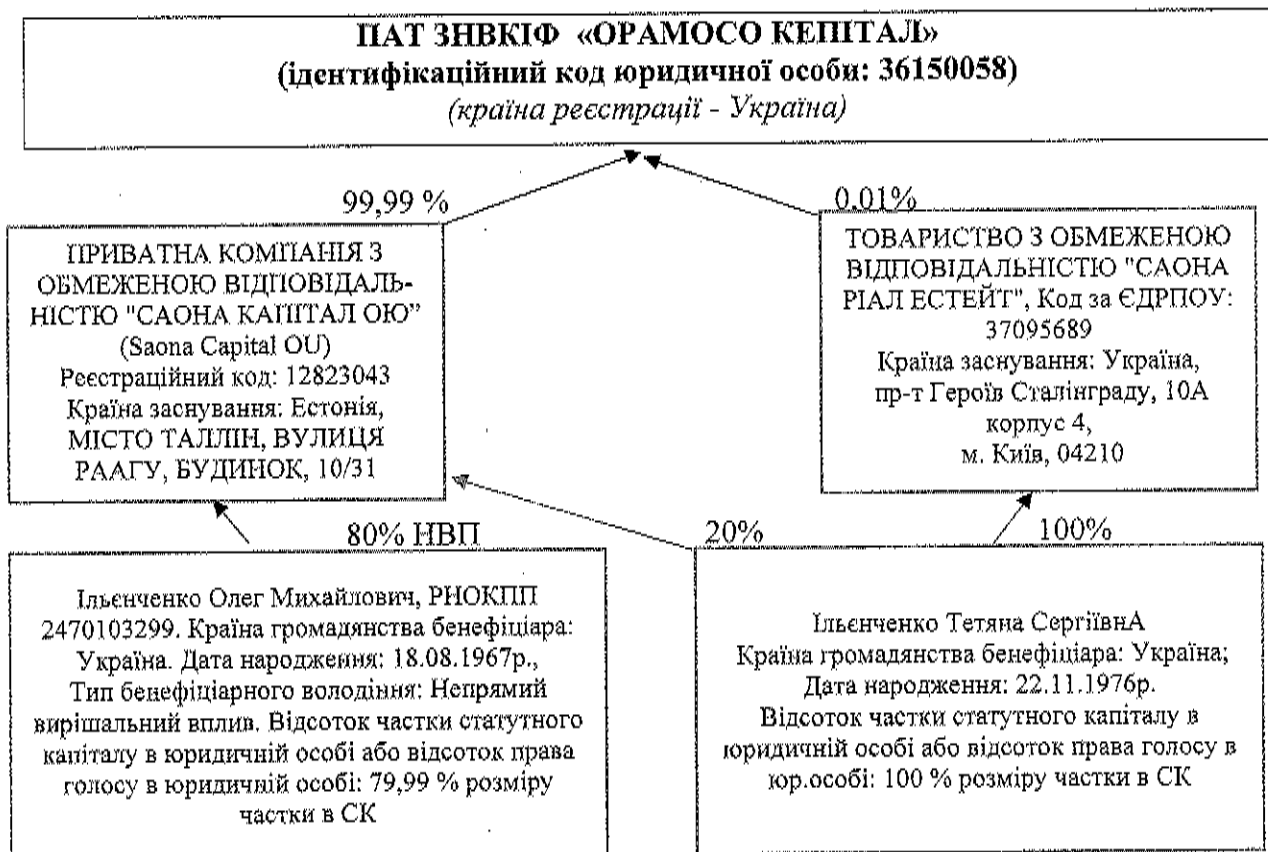 ПАТ ЗНВКІФ «ОРАМОСО КЕПІТАЛ»
(ідентифікаційний код юридичної особи: 36150058)
(країна реєстрації - Україна)
99,99 %
0,01%
ПРИВАТНА КОМПАНІЯ З
ОБМЕЖЕНОЮ ВІДПОВІДАЛЬ-
НІСТЮ "САОНА КАПІТАЛ ОЮ”
(Saona Capital OU)
Реєстраційний код: 12823043
Країна заснування: Естонія,
МІСТО ТАЛЛІН, ВУЛИЦЯ
РААГУ, БУДИНОК, 10/31
ТОВАРИСТВО З ОБМЕЖЕНОЮ
ВІДПОВІДАЛЬНІСТЮ "САОНА
РІАЛ ЕСТЕЙТ", Код за ЄДРПОУ:
37095689
Країна заснування: Україна,
пр-т Героїв Сталінграду, 10А
корпус 4,
м. Київ, 04210
80% НВП
20%
100%
Ільєнченко Олег Михайлович, РНОКПП
2470103299. Країна громадянства бенефіціара:
Україна. Дата народження: 18.08.1967р.,
Тип бенефіціарного володіння: Непрямий
вирішальний вплив. Відсоток частки статутного
капіталу в юридичній особі або відсоток права
голосу в юридичній особі: 79,99 % розміру
частки в СК
Ільєнченко Тетяна СергіївнА
Країна громадянства бенефіціара: Україна;
Дата народження: 22.11.1976р.
Відсоток частки статутного капіталу в
юридичній особі або відсоток права голосу в
юр.особі: 100 % розміру частки в СК